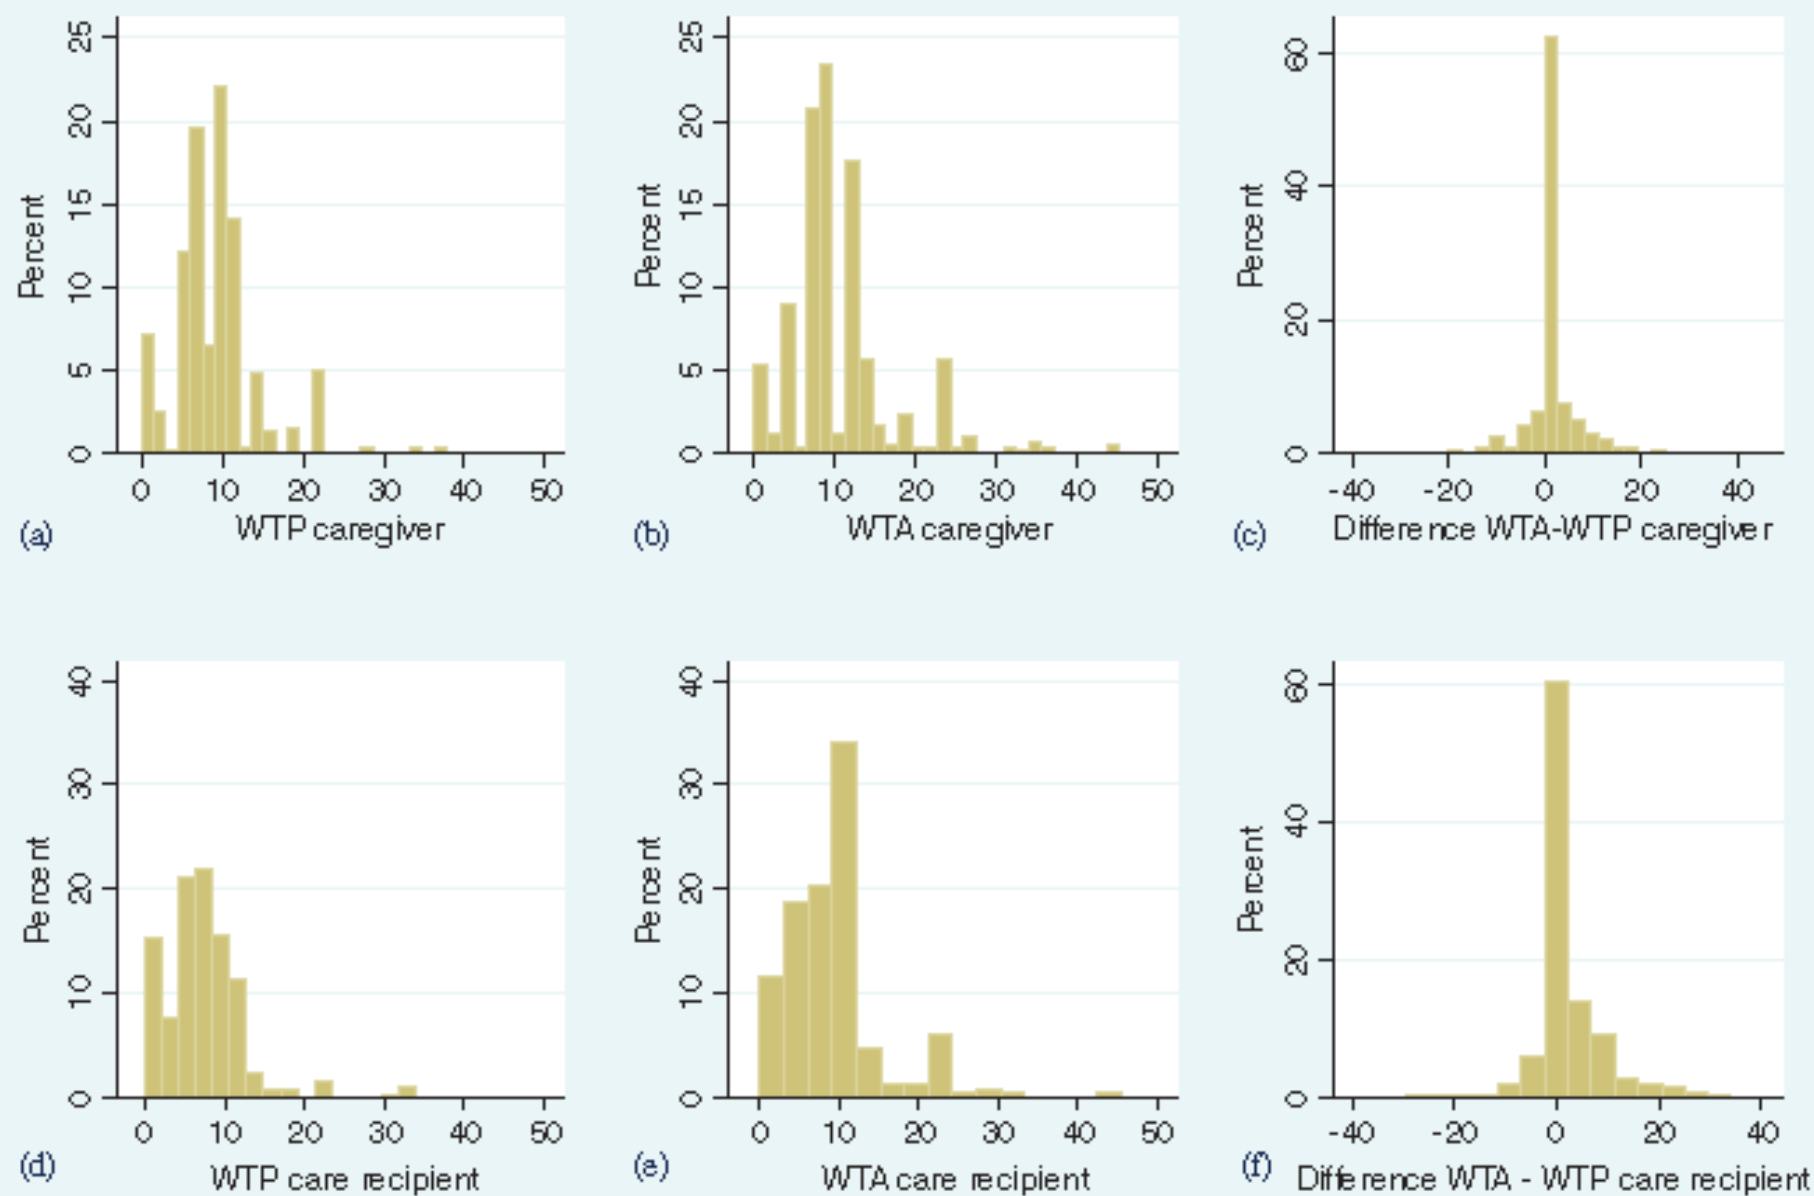 25
20
15
10
5
0
Percent
0 10 20 30 40 50
WTP caregiver
(a)
25
20
15
10
5
0
Percent
0 10 20 30 40 50
WTA caregiver
(b)
60
40
20
0
Percent
-40 -20 0 20 40
Difference WTA-WTP caregiver
(c)
40
30
20
10
0
Percent
0 10 20 30 40 50
WTP care recipient
(d)
40
30
20
10
0
Percent
0 10 20 30 40 50
WTA care recipient
(e)
60
40
20
0
Percent
-40 -20 0 20 40
Difference WTA - WTP care recipient
(f)